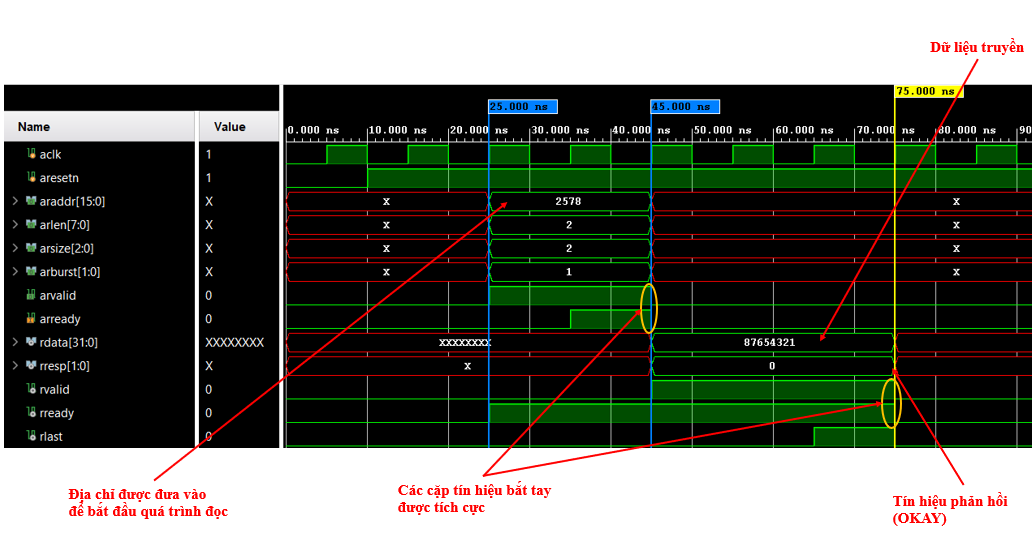 Dữ liệu truyền
75.000 ns
25.000 ns
45.000 ns
Name
Value
0.000 ns
10.000 ns
20.000 ns
30.000 ns
40.000 ns
50.000 ns
60.000 ns
70.000 ns
80.000 ns
90
aclk
1
aresetn
1
araddr[15:0]
X
X
2578
X
arlen[7:0]
X
X
2
X
arsize[2:0]
X
X
2
X
arburst[1:0]
X
X
1
X
arvalid
0
arready
0
rdata[31:0]
XXXXXXXX
XXXXXXXX
87654321
rresp[1:0]
X
X
0
rvalid
0
rready
0
rlast
0
Địa chỉ được đưa vào
để bắt đầu quá trình đọc
Các cặp tín hiệu bắt tay
được tích cực
Tín hiệu phản hồi
(OKAY)